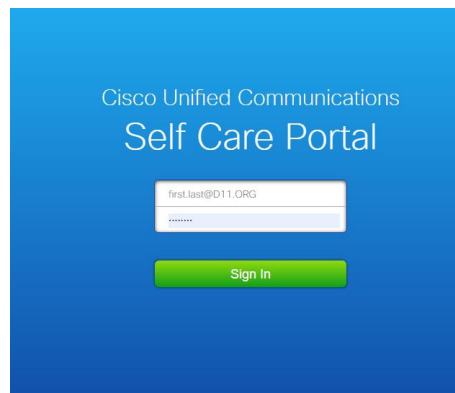 Cisco Unified Communications
Self Care Portal
first.last@D11.ORG
········
Sign In